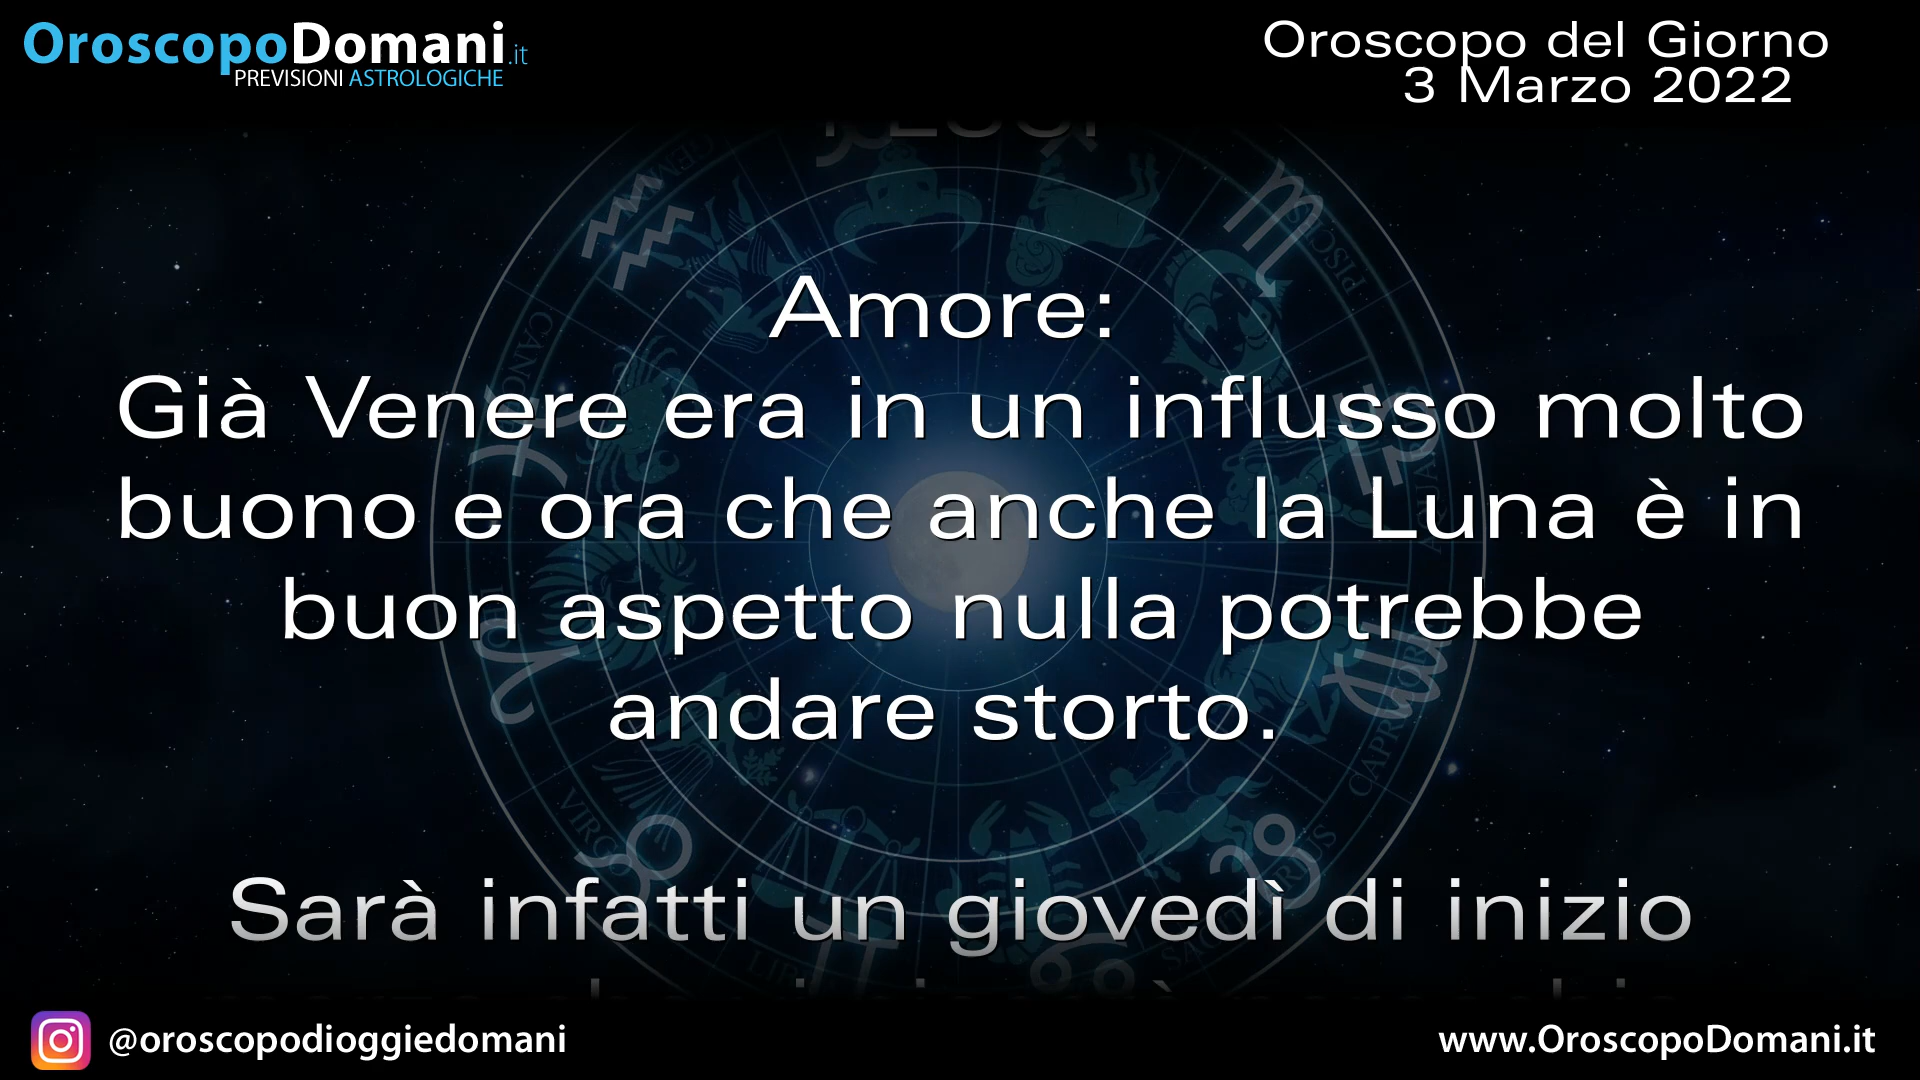 OroscopoDomani.it
PREVISIONI ASTROLOGICHE
Oroscopo del Giorno
3 Marzo 2022
Amore:
Già Venere era in un influsso molto
buono e ora che anche la Luna è in
buon aspetto nulla potrebbe
andare storto.
Sarà infatti un giovedì di inizio
@oroscopodioggiedomani
www.OroscopoDomani.it